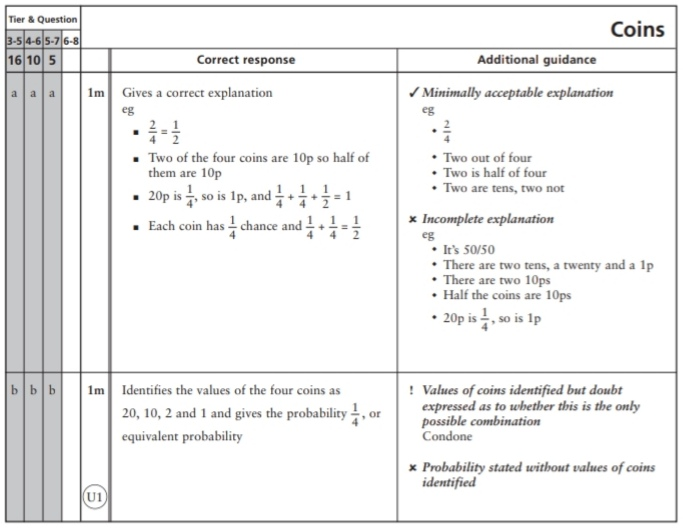 Tier & Question
3-5 4-6 5-7 6-8
Coins
16 10 5
Correct response
Additional guidance
a a a
1m
Gives a correct explanation
eg
▪ 2/4 = 1/2
▪ Two of the four coins are 10p so half of
them are 10p
▪ 20p is 1/4, so is 1p, and 1/4 + 1/4 + 1/2 = 1
▪ Each coin has 1/4 chance and 1/4 + 1/4 = 1/2
✓ Minimally acceptable explanation
eg
• 2/4
• Two out of four
• Two is half of four
• Two are tens, two not
× Incomplete explanation
eg
• It's 50/50
• There are two tens, a twenty and a 1p
• There are two 10ps
• Half the coins are 10ps
• 20p is 1/4, so is 1p
b b b
1m
U1
Identifies the values of the four coins as
20, 10, 2 and 1 and gives the probability 1/4, or
equivalent probability
! Values of coins identified but doubt
expressed as to whether this is the only
possible combination
Condone
× Probability stated without values of coins
identified